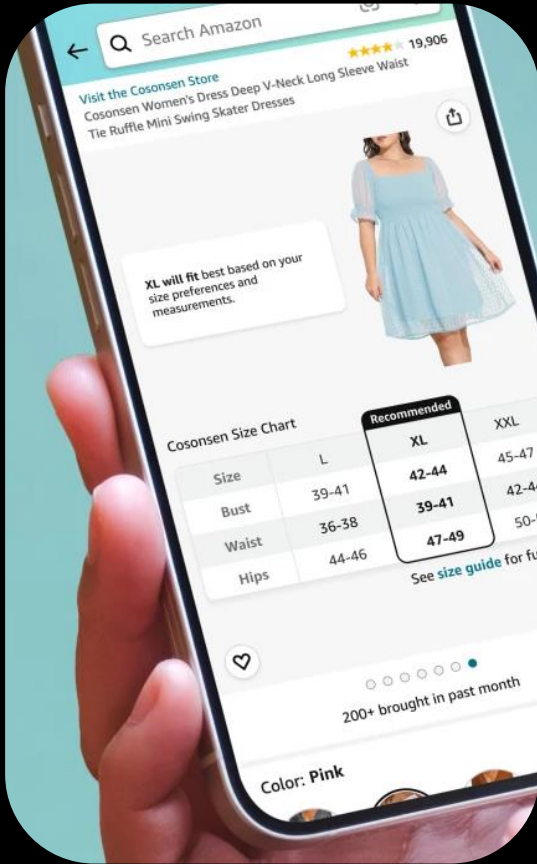 Search Amazon
Visit the Cosonsen Store
19,906
Cosonsen Women's Dress Deep V-Neck Long Sleeve Waist
Tie Ruffle Mini Swing Skater Dresses
XL will fit best based on your
size preferences and
measurements.
Cosonsen Size Chart
Recommended
Size L XL XXL
Bust 39-41 42-44 45-47
Waist 36-38 39-41
Hips 44-46 47-49
See size guide for
200+ brought in past month
Color: Pink